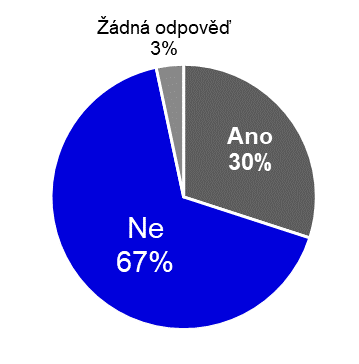 Žádná odpověď
3%
Ano
30%
Ne
67%